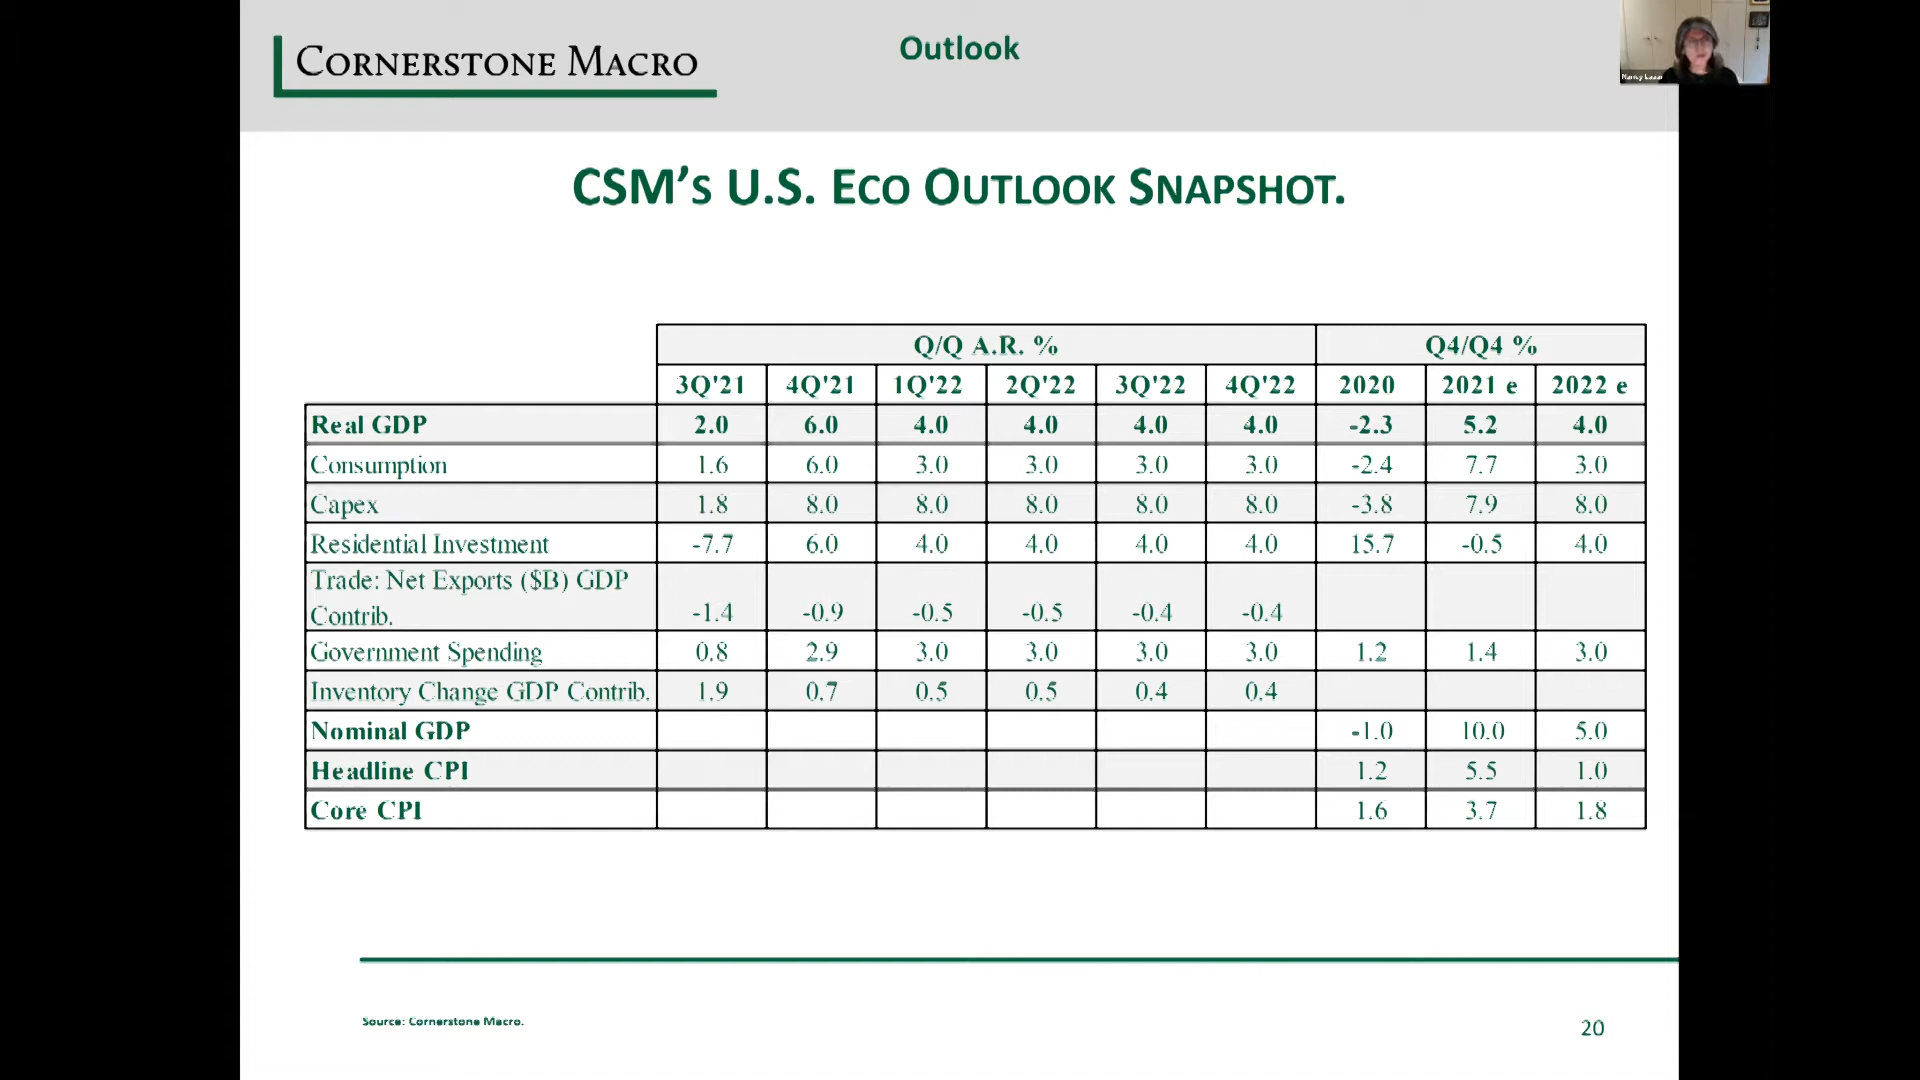 CORNERSTONE MACRO
Outlook
Nancy Lazar
CSM’S U.S. ECO OUTLOOK SNAPSHOT.
Q/Q A.R. % Q4/Q4 %
3Q'21 4Q'21 1Q'22 2Q'22 3Q'22 4Q'22 2020 2021 e 2022 e
Real GDP 2.0 6.0 4.0 4.0 4.0 4.0 -2.3 5.2 4.0
Consumption 1.6 6.0 3.0 3.0 3.0 3.0 -2.4 7.7 3.0
Capex 1.8 8.0 8.0 8.0 8.0 8.0 -3.8 7.9 8.0
Residential Investment -7.7 6.0 4.0 4.0 4.0 4.0 15.7 -0.5 4.0
Trade: Net Exports ($B) GDP
Contrib. -1.4 -0.9 -0.5 -0.5 -0.4 -0.4
Government Spending 0.8 2.9 3.0 3.0 3.0 3.0 1.2 1.4 3.0
Inventory Change GDP Contrib. 1.9 0.7 0.5 0.5 0.4 0.4
Nominal GDP -1.0 10.0 5.0
Headline CPI 1.2 5.5 1.0
Core CPI 1.6 3.7 1.8
Source: Cornerstone Macro.
20